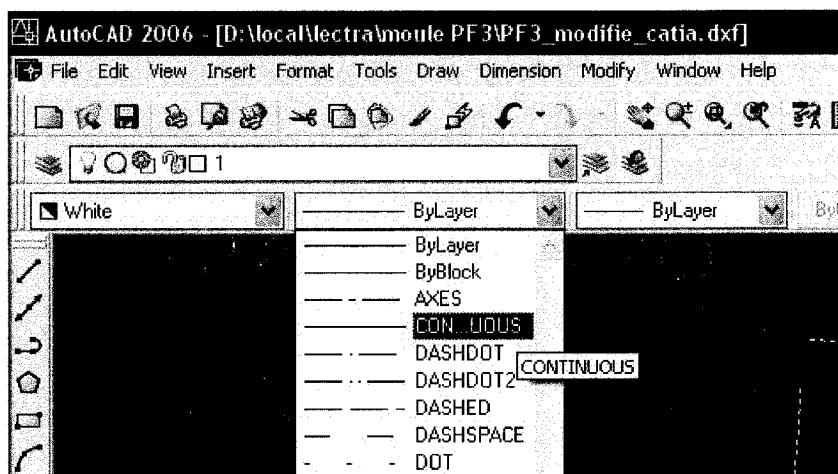 AutoCAD 2006 - [D:\local\lectra\moule PF3\PF3_modifie_catia.dxf]
File Edit View Insert Format Tools Draw Dimension Modify Window Help
1
White ByLayer ByLayer
ByLayer
ByBlock
AXES
CON...UOUS
DASHDOT
CONTINUOUS
DASHDOT2
DASHED
DASHSPACE
DOT